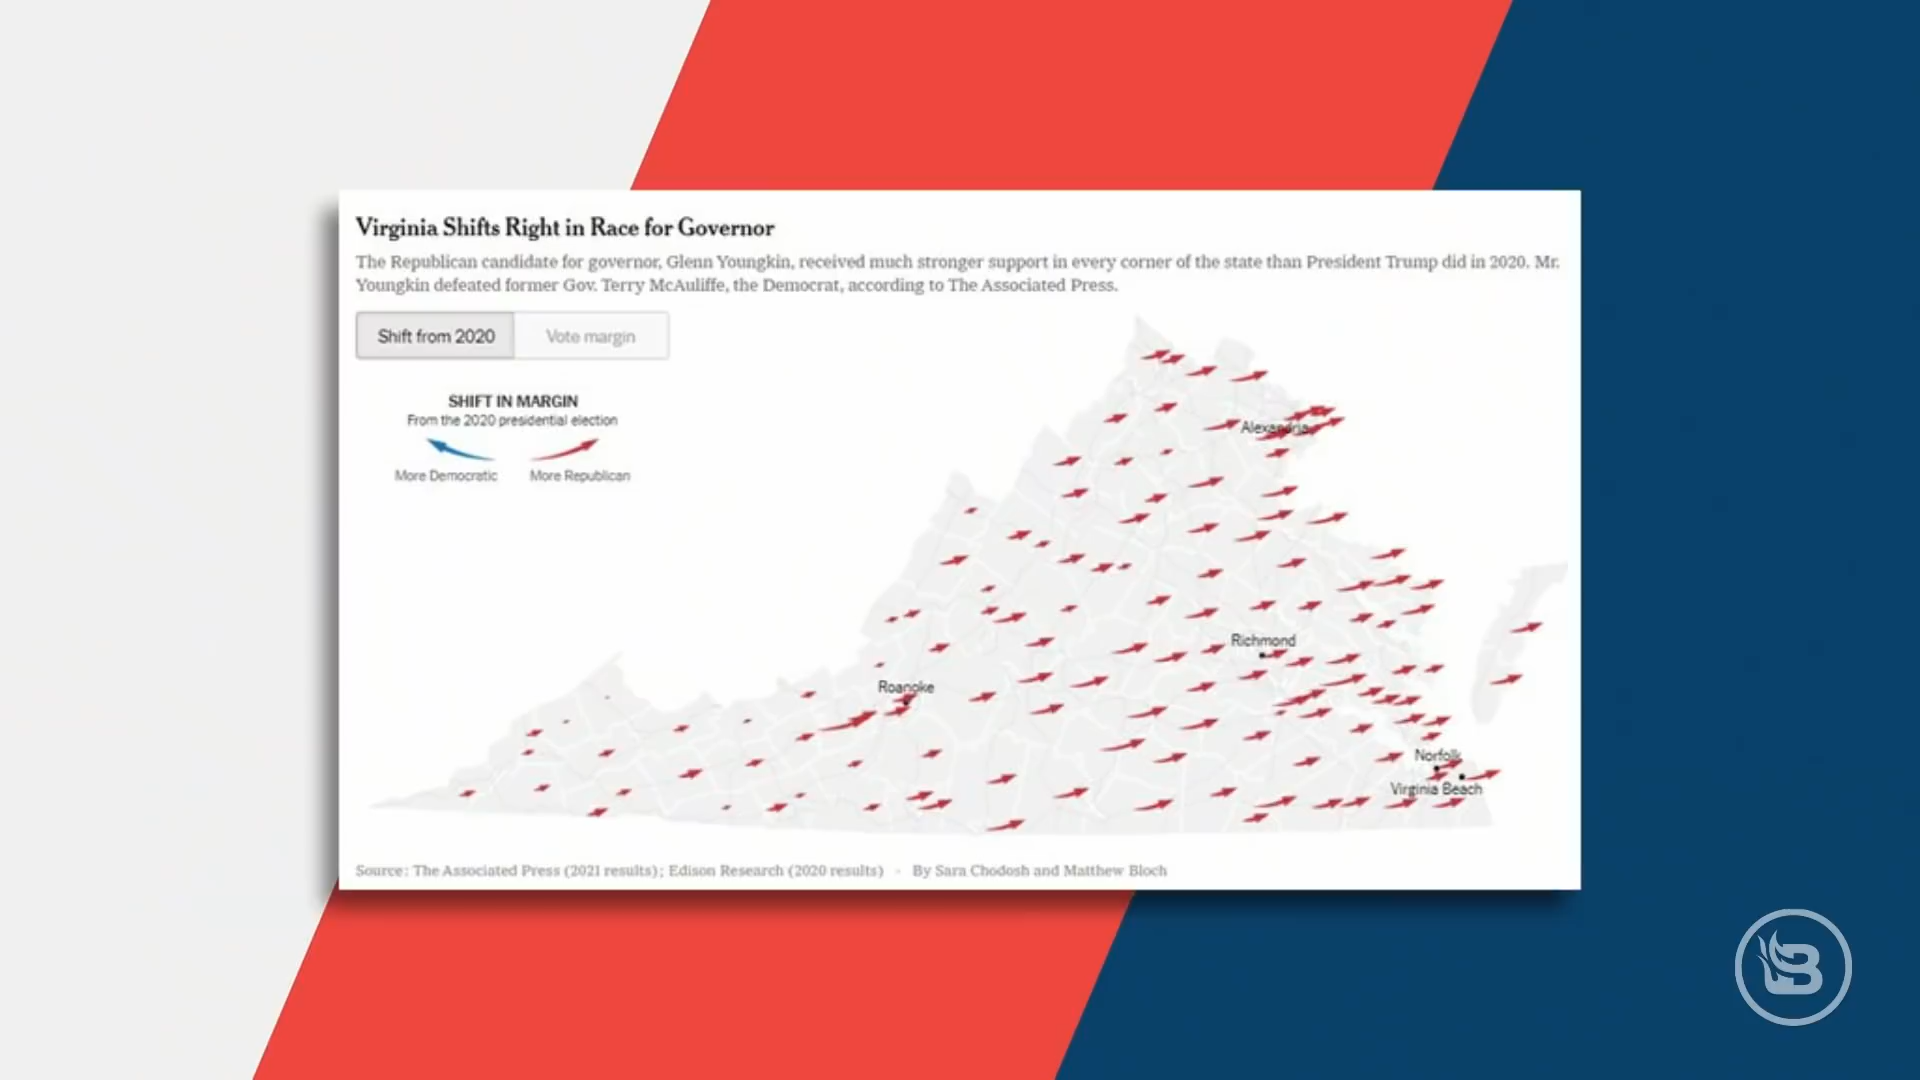 Virginia Shifts Right in Race for Governor
The Republican candidate for governor, Glenn Youngkin, received much stronger support in every corner of the state than President Trump did in 2020. Mr.
Youngkin defeated former Gov. Terry McAuliffe, the Democrat, according to The Associated Press.
Shift from 2020
Vote margin
SHIFT IN MARGIN
From the 2020 presidential election
More Democratic
More Republican
Alexandria
Richmond
Roanoke
Norfolk
Virginia Beach
Source: The Associated Press (2021 results); Edison Research (2020 results) · By Sara Chodosh and Matthew Bloch
B